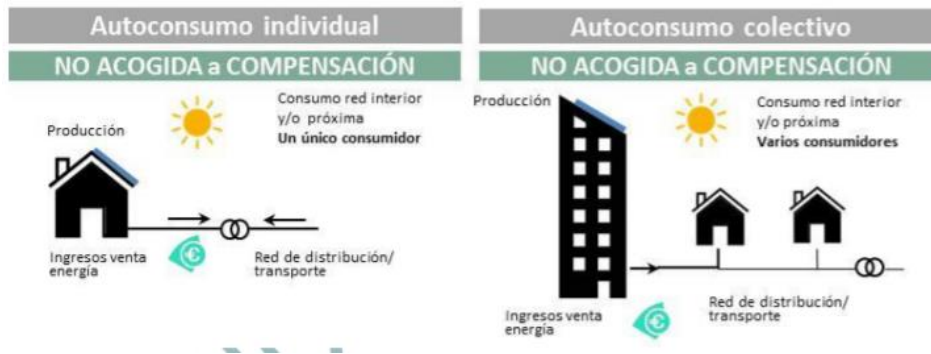 Autoconsumo individual
NO ACOGIDA a COMPENSACIÓN
Consumo red interior
y/o próxima
Un único consumidor
Producción
Ingresos venta
energía
€
Red de distribución/
transporte
Autoconsumo colectivo
NO ACOGIDA a COMPENSACIÓN
Producción
Consumo red interior
y/o próxima
Varios consumidores
Ingresos venta
energía
€
Red de distribución/
transporte